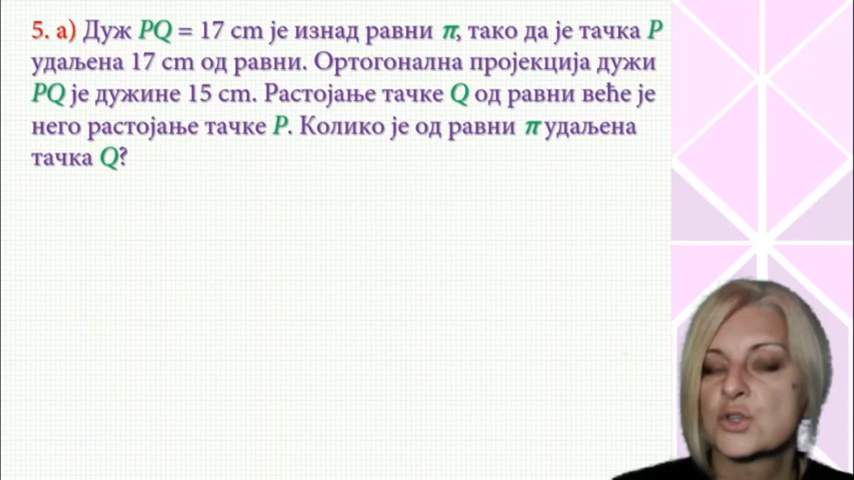 5. а) Дуж PQ = 17 cm је изнад равни π, тако да је тачка P
удаљена 17 cm од равни. Ортогонална пројекција дужи
PQ је дужине 15 cm. Растојање тачке Q од равни веће је
него растојање тачке P. Колико је од равни π удаљена
тачка Q?